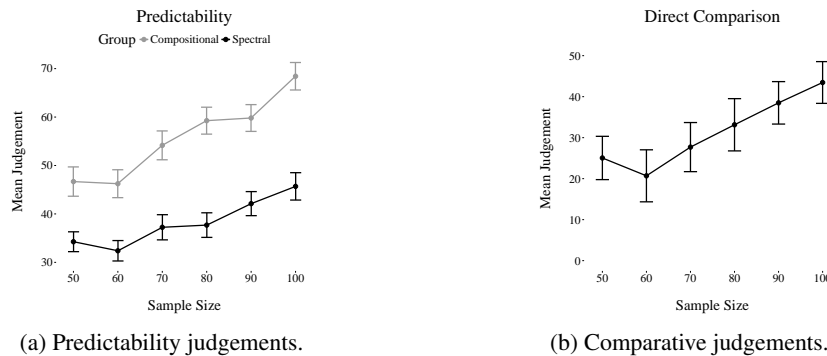 Predictability
Group Compositional Spectral
70
60
50
40
30
Mean Judgement
50 60 70 80 90 100
Sample Size
(a) Predictability judgements.
Direct Comparison
50
40
30
20
10
0
Mean Judgement
50 60 70 80 90 100
Sample Size
(b) Comparative judgements.